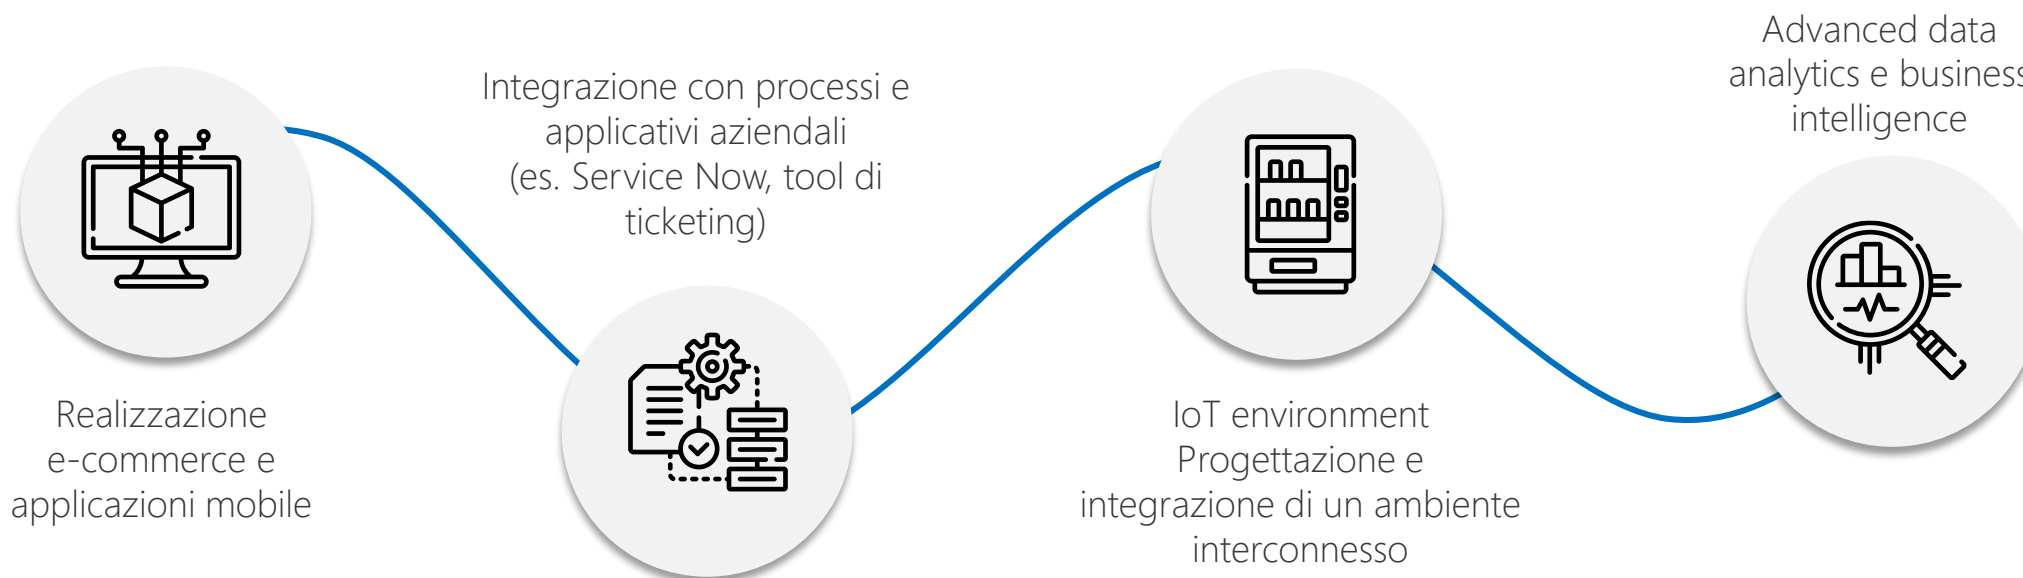 Realizzazione
e-commerce e
applicazioni mobile
Integrazione con processi e
applicativi aziendali
(es. Service Now, tool di
ticketing)
IoT environment
Progettazione e
integrazione di un ambiente
interconnesso
Advanced data
analytics e business
intelligence